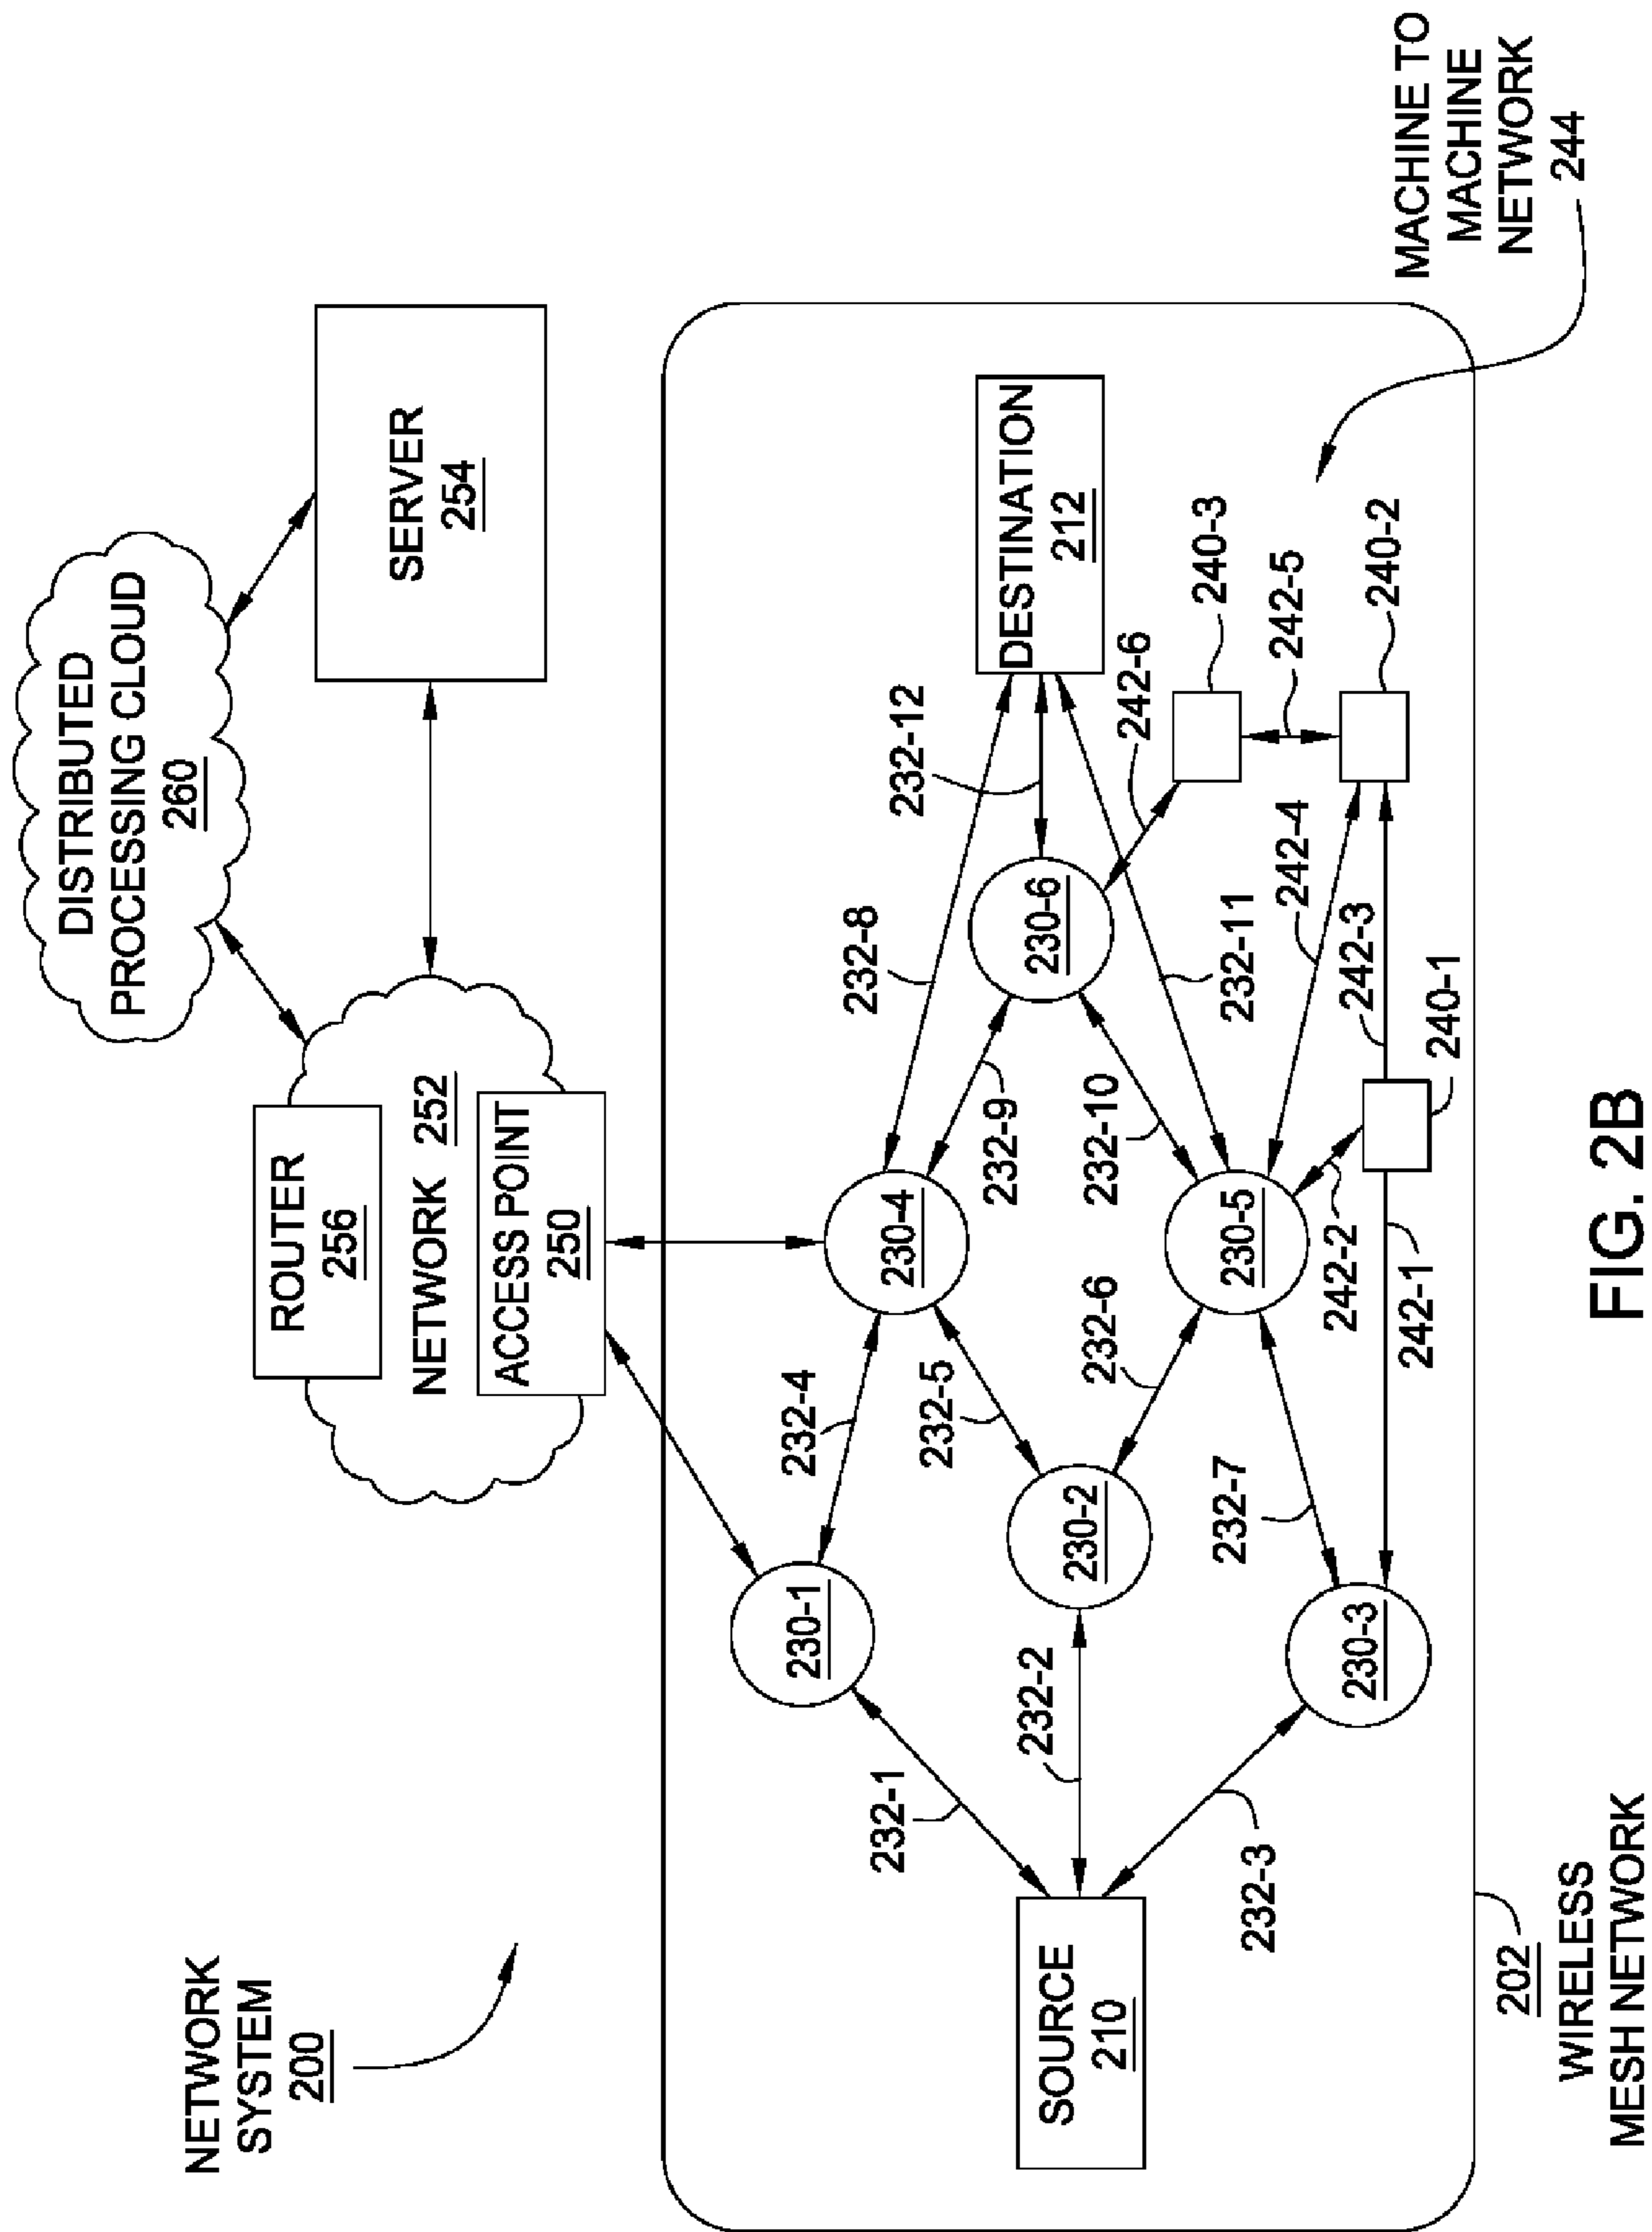 DISTRIBUTED
PROCESSING CLOUD
260
NETWORK
SYSTEM
200
ROUTER
256
NETWORK 252
ACCESS POINT
250
SERVER
254
230-1
232-4
232-1
230-4
232-8
232-12
232-5
232-9
DESTINATION
212
SOURCE
210
232-2
230-2
230-6
232-6
232-10
242-6
232-3
232-7
230-5
232-11
240-3
242-4
242-5
230-3
242-2
242-3
242-1
240-1
240-2
MACHINE TO
MACHINE
NETWORK
244
202
WIRELESS
MESH NETWORK
FIG. 2B